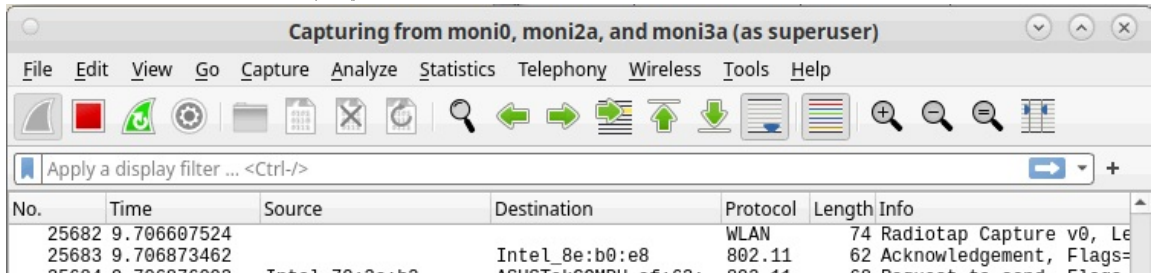 Capturing from moni0, moni2a, and moni3a (as superuser)
File Edit View Go Capture Analyze Statistics Telephony Wireless Tools Help
Apply a display filter ... <Ctrl-/>
No. Time Source Destination Protocol Length Info
25682 9.706607524 WLAN 74 Radiotap Capture v0, Le
25683 9.706873462 Intel_8e:b0:e8 802.11 62 Acknowledgement, Flags=